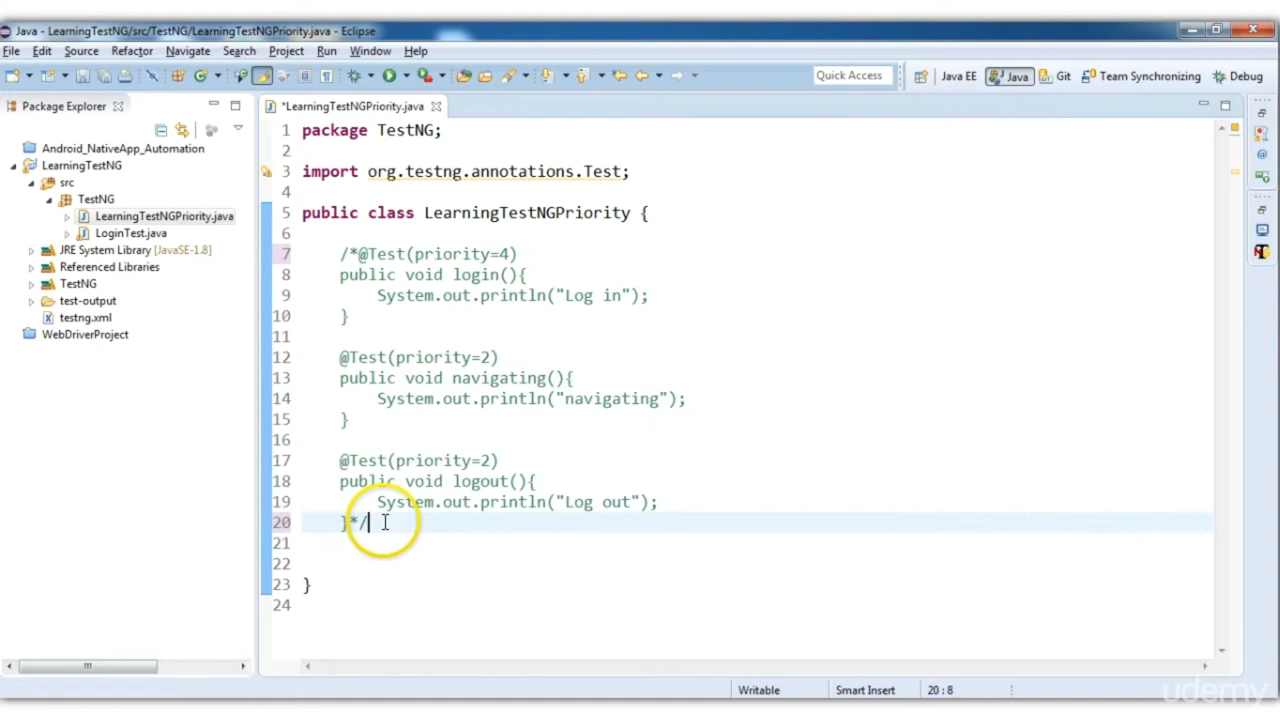 Java - LearningTestNG/src/TestNG/LearningTestNGPriority.java - Eclipse
File Edit Source Refactor Navigate Search Project Run Window Help
Quick Access Java EE Java Git Team Synchronizing Debug
Package Explorer
Android_NativeApp_Automation
LearningTestNG
src
TestNG
LearningTestNGPriority.java
LoginTest.java
JRE System Library [JavaSE-1.8]
Referenced Libraries
TestNG
test-output
testng.xml
WebDriverProject
*LearningTestNGPriority.java
1 package TestNG;
2
3 import org.testng.annotations.Test;
4
5 public class LearningTestNGPriority {
6
7 /*@Test(priority=4)
8 public void login(){
9 System.out.println("Log in");
10 }
11
12 @Test(priority=2)
13 public void navigating(){
14 System.out.println("navigating");
15 }
16
17 @Test(priority=2)
18 public void logout(){
19 System.out.println("Log out");
20 }*/
21
22
23 }
24
Writable Smart Insert 20 : 8
udemy